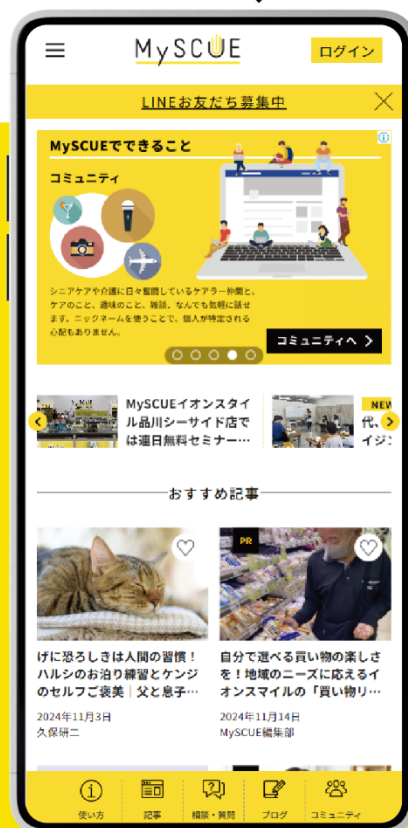 MySCUE
ログイン
LINEお友だち募集中
MySCUEでできること
コミュニティ
シニアケアや介護に日々奮闘しているケアラー仲間と、
ケアのこと、趣味のこと、雑談、なんでも気軽に話せ
ます。ニックネームを使うことで、個人が特定される
心配もありません。
コミュニティへ
MySCUEイオンスタイ
ル品川シーサイド店で
は連日無料セミナー…
NEW
代、
イジン
おすすめ記事
げに恐ろしきは人間の習慣！
ハルシのお泊り練習とケンジ
のセルフご褒美｜父と息子…
2024年11月3日
久保研二
PR
自分で選べる買い物の楽しさ
を！地域のニーズに応えるイ
オンスマイルの「買い物リ…
2024年11月14日
MySCUE編集部
使い方
記事
相談・質問
ブログ
コミュニティ